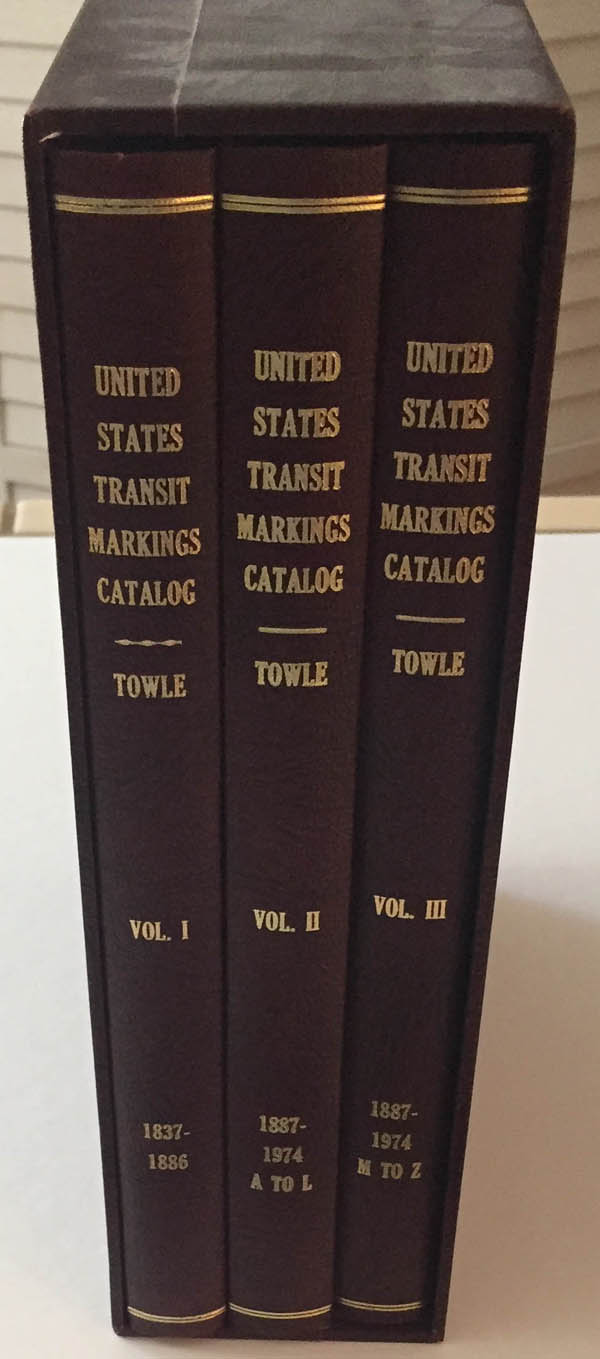 UNITED
STATES
TRANSIT
MARKINGS
CATALOG
TOWLE
VOL. I
1837-
1886
UNITED
STATES
TRANSIT
MARKINGS
CATALOG
TOWLE
VOL. II
1887-
1974
A TO L
UNITED
STATES
TRANSIT
MARKINGS
CATALOG
TOWLE
VOL. III
1887-
1974
M TO Z